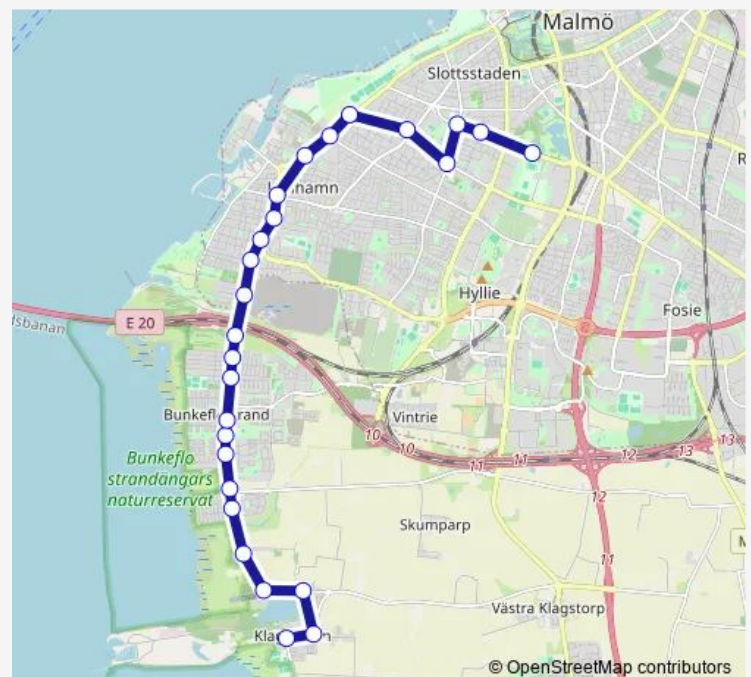 Malmö
Slottsstaden
Hyllie
Fosie
E 20
Vintrie
10
10
11
11
12
13
13
Bunkeflo
strandängars
naturreservat
12
Skumparp
11
Västra Klagstorp
© OpenStreetMap contributors